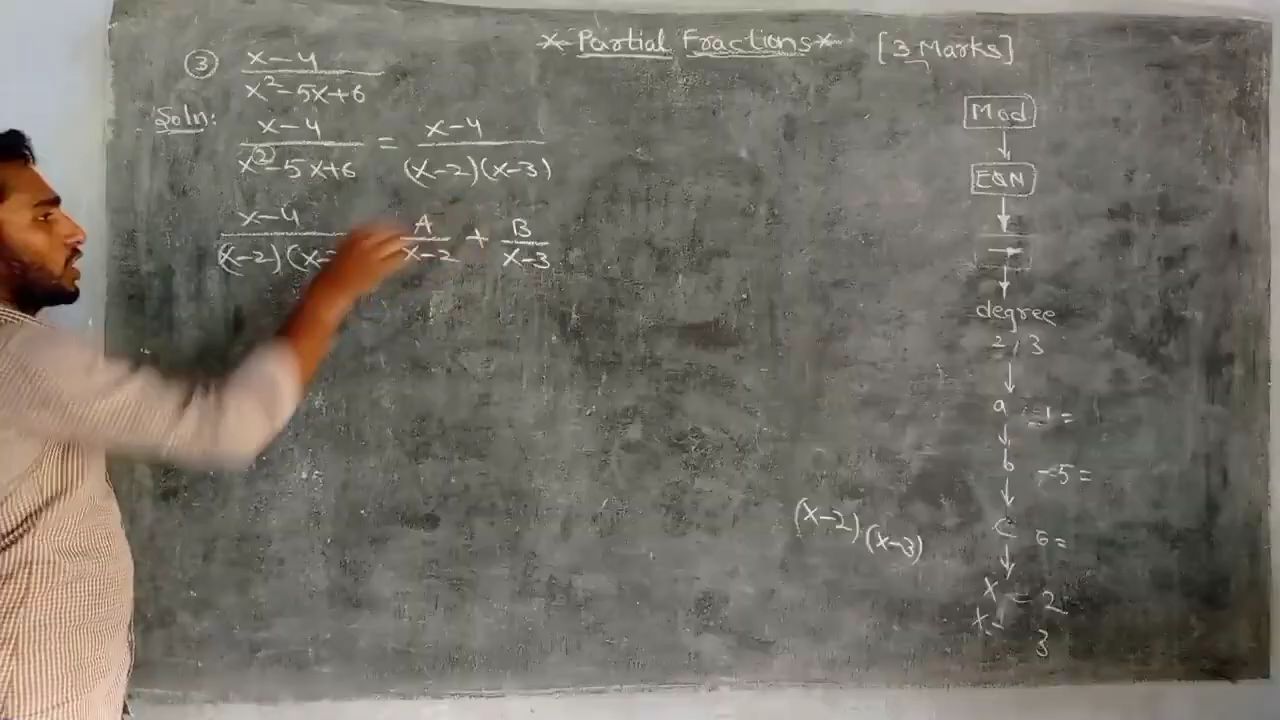 Partial Fractions [3 Marks]
③ x-4 / x²-5x+6
Soln:
x-4 / x²-5x+6 = x-4 / (x-2)(x-3)
x-4 / (x-2)(x- A / x-2 + B / x-3
Mod
EQN
degree
2, 3
a =1=
b -5=
C 6=
(x-2)(x-3)
x = 2
x = 3